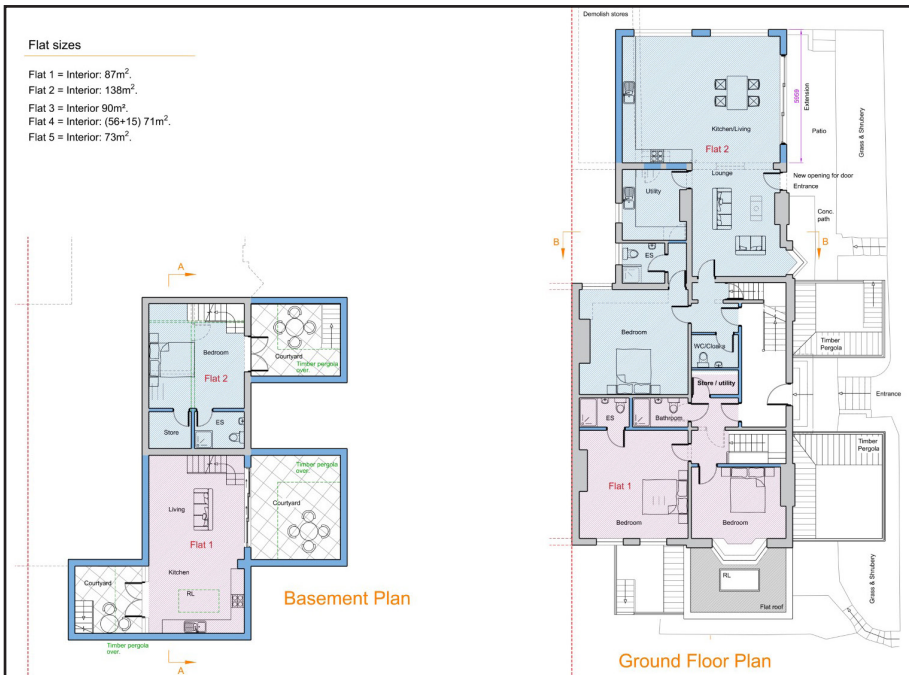 Flat sizes
Flat 1 = Interior: 87m².
Flat 2 = Interior: 138m².
Flat 3 = Interior 90m².
Flat 4 = Interior: (56+15) 71m².
Flat 5 = Interior: 73m².
A
Bedroom
Flat 2
Courtyard
Timber pergola
over.
Store
ES
Timber pergola
over.
Living
Courtyard
Flat 1
Kitchen
Courtyard
RL
Timber pergola
over.
A
Basement Plan
Demolish stores
Kitchen/Living
Flat 2
5959
Extension
Patio
Grass & Shrubery
Lounge
New opening for door
Entrance
Utility
Conc.
path
B
B
ES
Bedroom
WC/Cloaks
Timber
Pergola
Store / utility
Entrance
ES
Bathroom
Timber
Pergola
Flat 1
Bedroom
Bedroom
RL
Flat roof
Grass & Shrubery
Ground Floor Plan